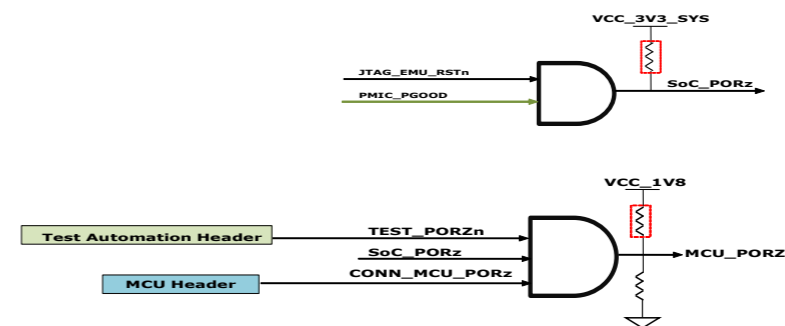 VCC_3V3_SYS
JTAG_EMU_RSTn
SoC_PORz
PMIC_PGOOD
VCC_1V8
TEST_PORZn
Test Automation Header
SoC_PORz
MCU_PORZ
CONN_MCU_PORz
MCU Header